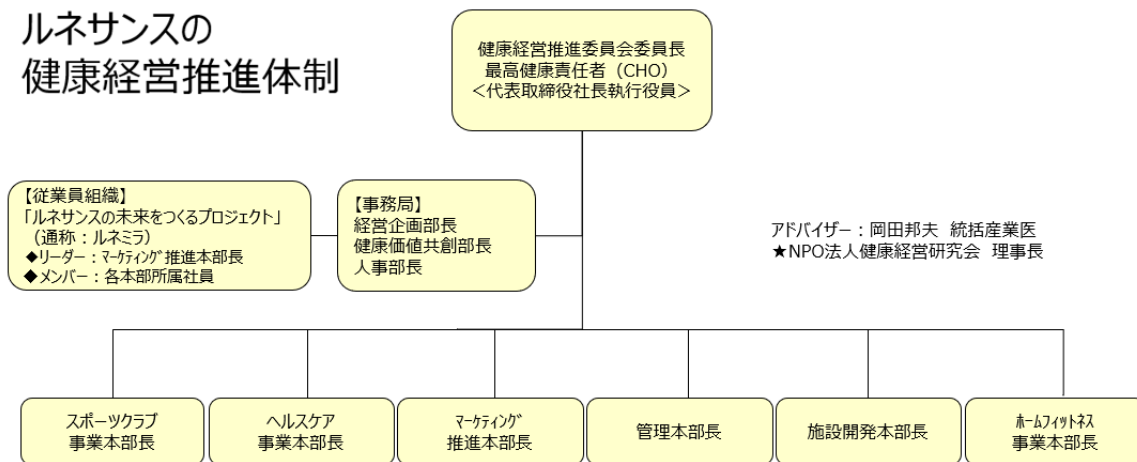 ルネサンスの
健康経営推進体制
健康経営推進委員会委員長
最高健康責任者（CHO）
＜代表取締役社長執行役員＞
【従業員組織】
「ルネサンスの未来をつくるプロジェクト」
（通称：ルネミラ）
◆リーダー：ﾏｰｹﾃｨﾝｸﾞ推進本部長
◆メンバー：各本部所属社員
【事務局】
経営企画部長
健康価値共創部長
人事部長
アドバイザー：岡田邦夫 統括産業医
★NPO法人健康経営研究会 理事長
スポーツクラブ
事業本部長
ヘルスケア
事業本部長
ﾏｰｹﾃｨﾝｸﾞ
推進本部長
管理本部長
施設開発本部長
ﾎｰﾑﾌｨｯﾄﾈｽ
事業本部長